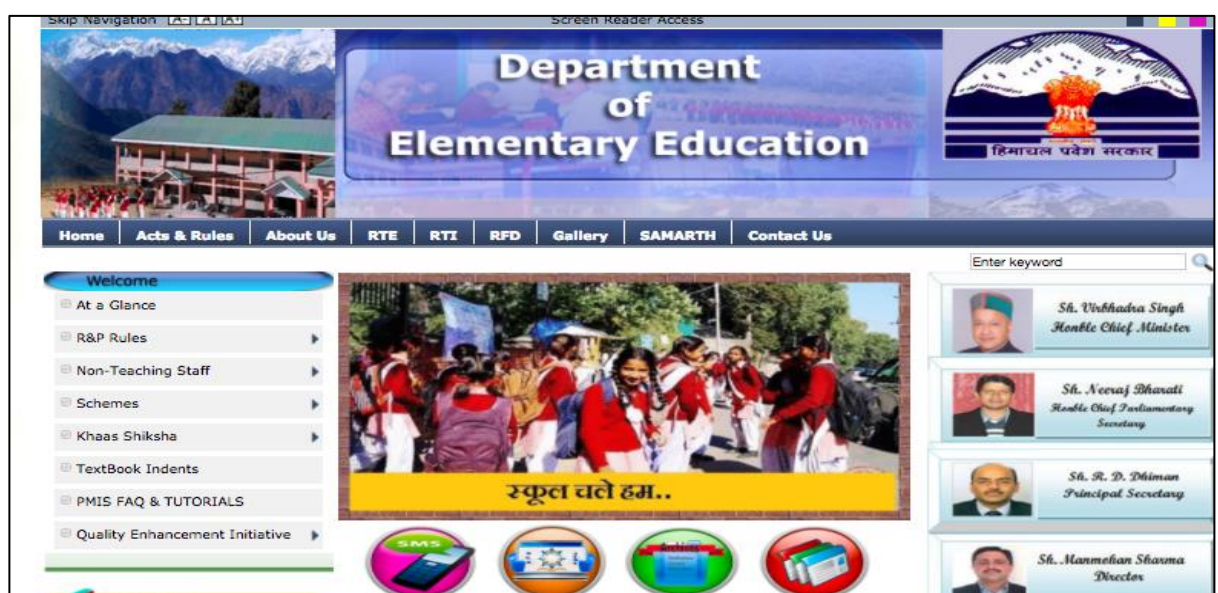 Skip Navigation A- A A+ Screen Reader Access
Department
of
Elementary Education
हिमाचल प्रदेश सरकार
Home Acts & Rules About Us RTE RTI RFD Gallery SAMARTH Contact Us
Enter keyword
Welcome
At a Glance
R&P Rules
Non-Teaching Staff
Schemes
Khaas Shiksha
TextBook Indents
PMIS FAQ & TUTORIALS
Quality Enhancement Initiative
स्कूल चले हम..
SMS
Sh. Virbhadra Singh
Honble Chief Minister
Sh. Neeraj Bharati
Honble Chief Parliamentary
Secretary
Sh. R. D. Dhiman
Principal Secretary
Sh. Manmohan Sharma
Director